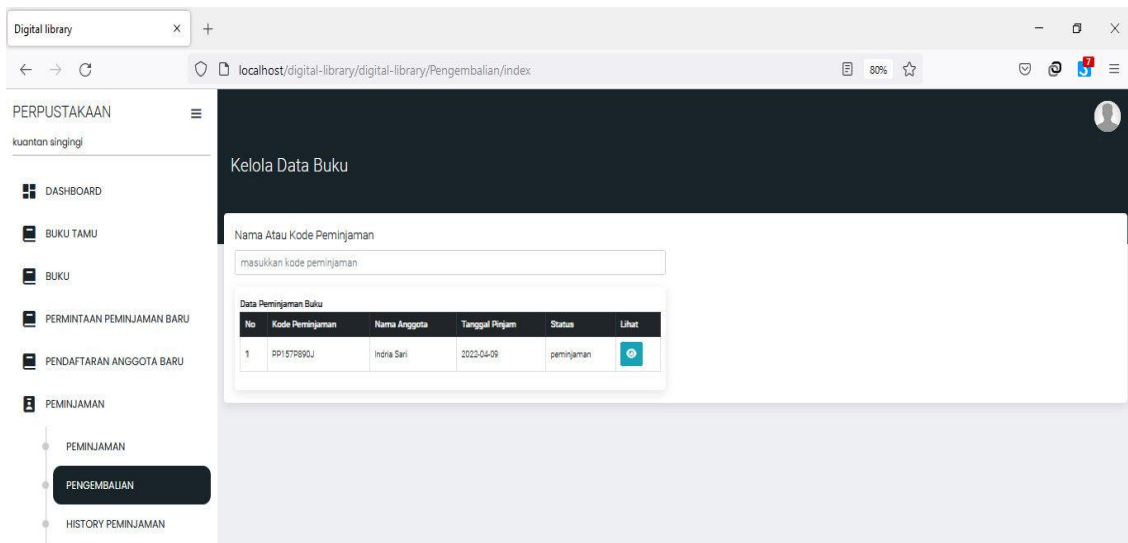 Digital library
localhost/digital-library/digital-library/Pengembalian/index
80%
7
PERPUSTAKAAN
kuantan singingi
DASHBOARD
BUKU TAMU
BUKU
PERMINTAAN PEMINJAMAN BARU
PENDAFTARAN ANGGOTA BARU
PEMINJAMAN
PEMINJAMAN
PENGEMBALIAN
HISTORY PEMINJAMAN
Kelola Data Buku
Nama Atau Kode Peminjaman
masukkan kode peminjaman
Data Peminjaman Buku
No Kode Peminjaman Nama Anggota Tanggal Pinjam Status Lihat
1 PP157P890J Indria Sari 2022-04-09 peminjaman